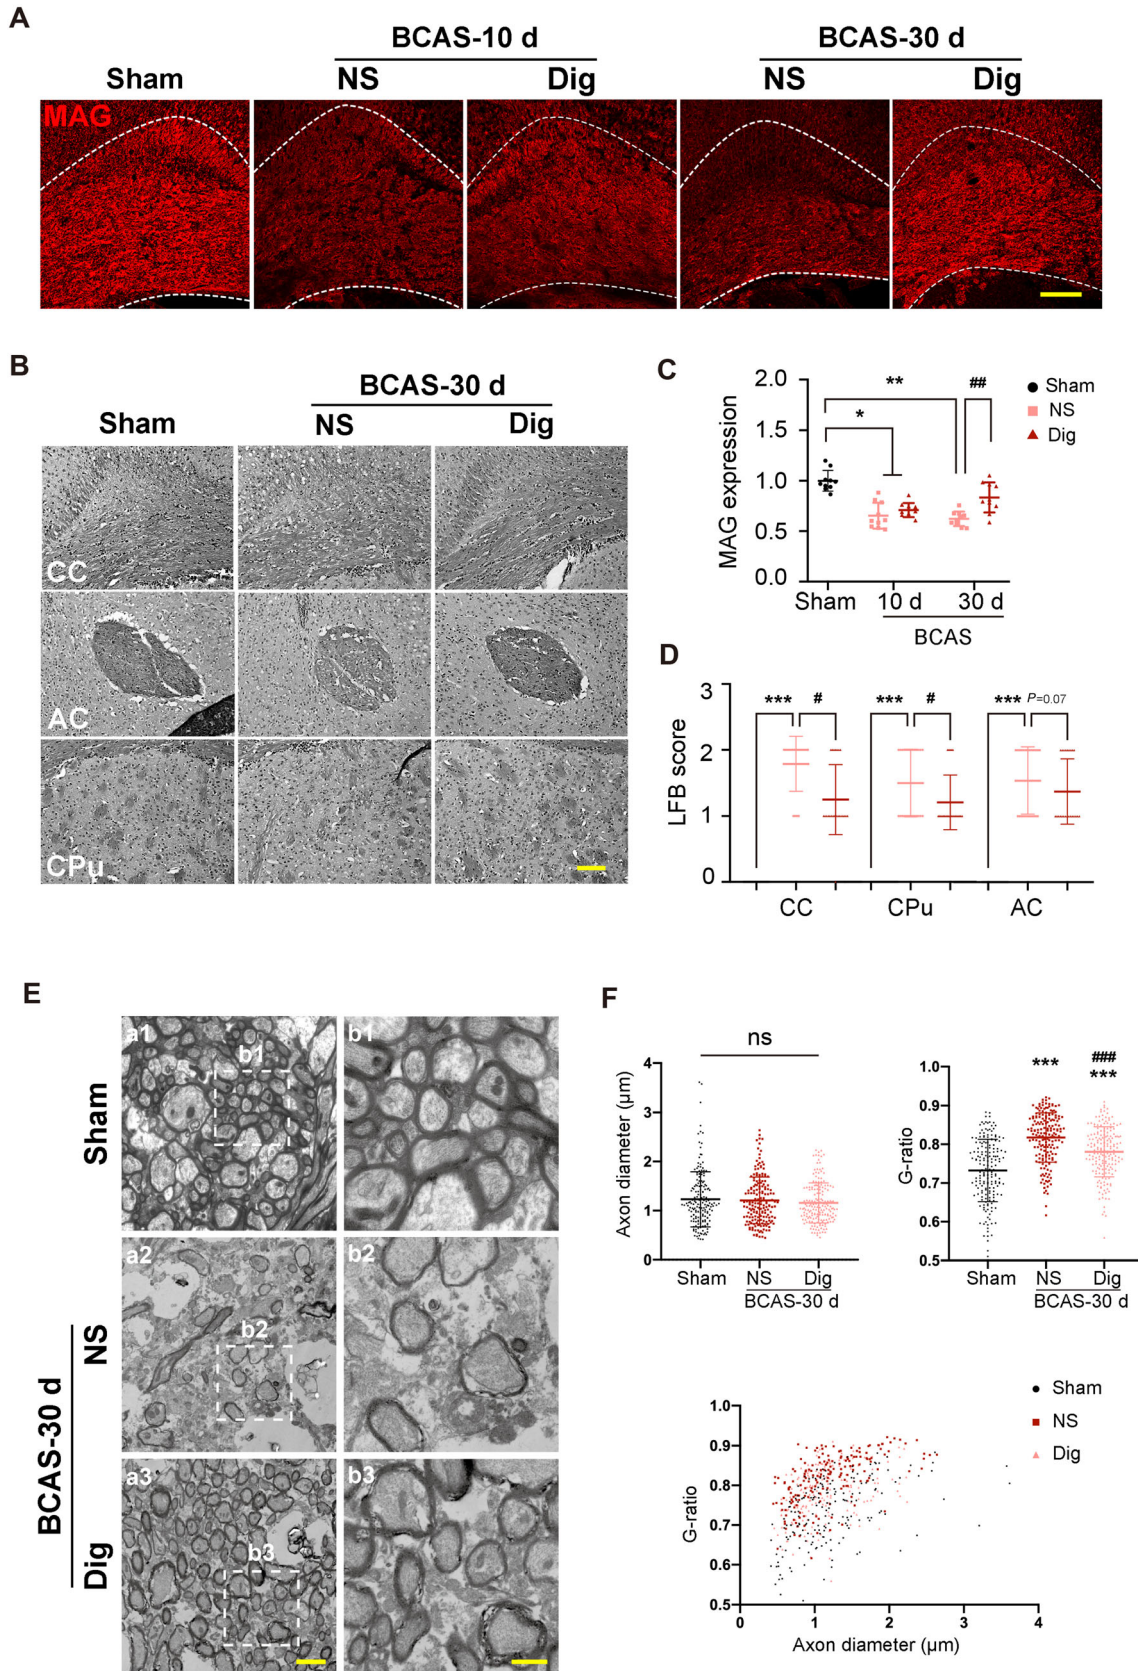 A
BCAS-10 d
BCAS-30 d
Sham
NS
Dig
NS
Dig
MAG
B
BCAS-30 d
Sham
NS
Dig
CC
AC
CPu
C
2.0
1.5
1.0
0.5
0.0
MAG expression
**
*
##
Sham
NS
Dig
Sham
10 d
30 d
BCAS
D
3
2
1
0
LFB score
***
#
***
#
***
P=0.07
CC
CPu
AC
E
Sham
BCAS-30 d
NS
Dig
a1
b1
b1
a2
b2
b2
a3
b3
b3
F
ns
4
3
2
1
0
Axon diameter (µm)
Sham
NS
Dig
BCAS-30 d
***
###
***
1.0
0.9
0.8
0.7
0.6
0.5
G-ratio
Sham
NS
Dig
BCAS-30 d
Sham
NS
Dig
1.0
0.9
0.8
0.7
0.6
0.5
G-ratio
0
1
2
3
4
Axon diameter (µm)